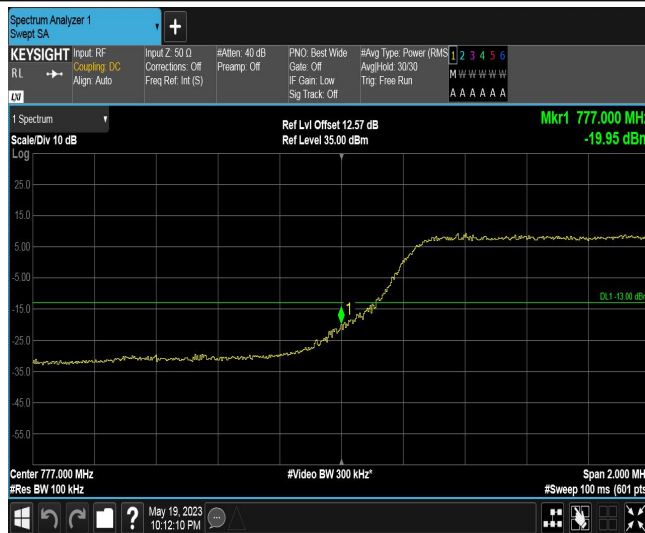 Spectrum Analyzer 1
Swept SA
+
KEYSIGHT
RL
LXI
Input: RF
Coupling: DC
Align: Auto
Input Z: 50 Ω
Corrections: Off
Freq Ref: Int (S)
#Atten: 40 dB
Preamp: Off
PNO: Best Wide
Gate: Off
IF Gain: Low
Sig Track: Off
#Avg Type: Power (RMS
Avg|Hold: 30/30
Trig: Free Run
1 2 3 4 5 6
M W W W W W
A A A A A A
1 Spectrum
Scale/Div 10 dB
Log
Ref Lvl Offset 12.57 dB
Ref Level 35.00 dBm
Mkr1 777.000 MHz
-19.95 dBm
25.0
15.0
5.00
-5.00
-15.0
-25.0
-35.0
-45.0
-55.0
1
DL1 -13.00 dBm
Center 777.000 MHz
#Res BW 100 kHz
#Video BW 300 kHz*
Span 2.000 MHz
#Sweep 100 ms (601 pts
?
May 19, 2023
10:12:10 PM